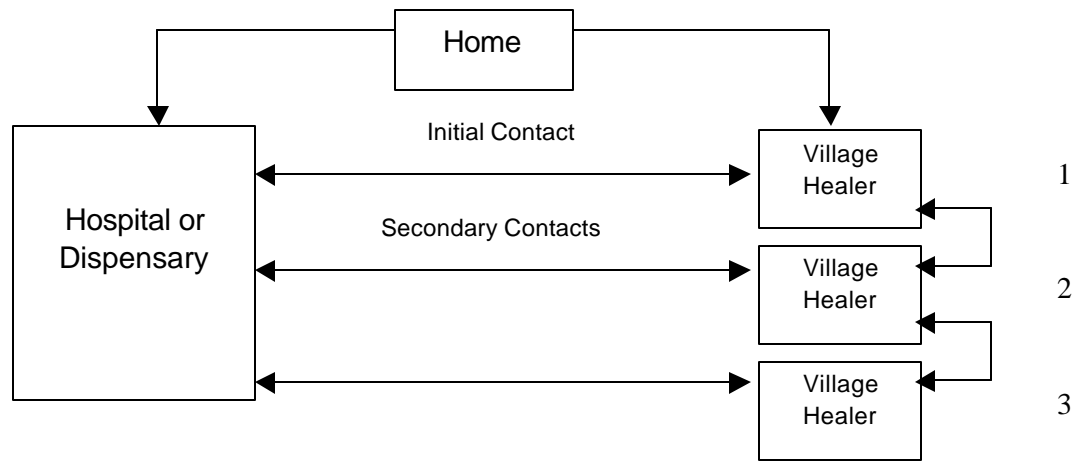 Home
Initial Contact
Village
Healer
1
Hospital or
Dispensary
Secondary Contacts
Village
Healer
2
Village
Healer
3